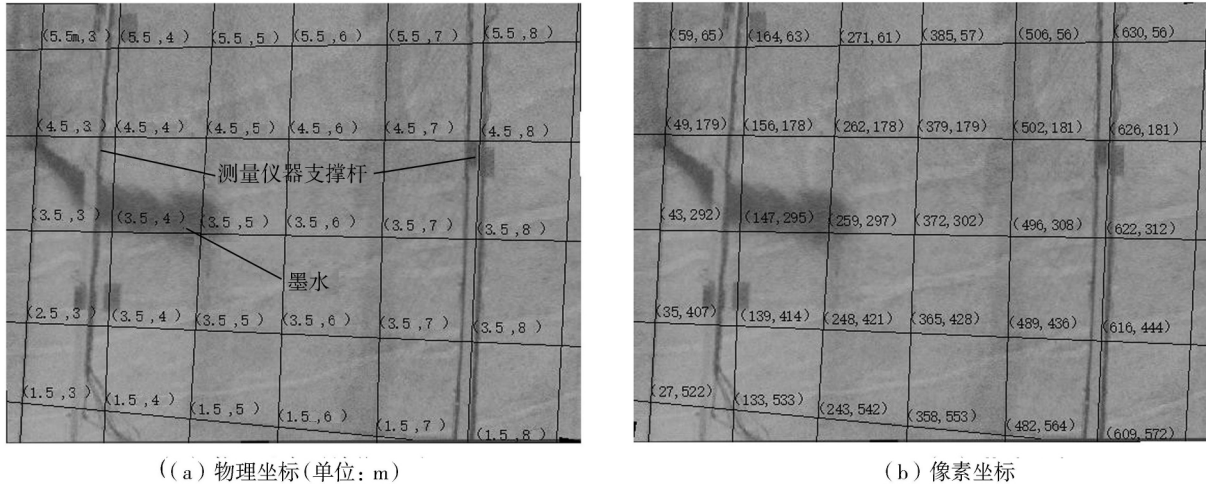 (5.5m,3) (5.5 ,4) (5.5 ,5) (5.5 ,6) (5.5 ,7) (5.5 ,8)
(4.5 ,3) (4.5 ,4) (4.5 ,5) (4.5 ,6) (4.5 ,7) (4.5 ,8)
测量仪器支撑杆
(3.5 ,3) (3.5 ,4) (3.5 ,5) (3.5 ,6) (3.5 ,7) (3.5 ,8)
墨水
(2.5 ,3) (3.5 ,4) (3.5 ,5) (3.5 ,6) (3.5 ,7) (3.5 ,8)
(1.5 ,3) (1.5 ,4) (1.5 ,5) (1.5 ,6) (1.5 ,7) (1.5 ,8)
((a) 物理坐标(单位: m)
(59,65) (164,63) (271,61) (385,57) (506,56) (630,56)
(49,179) (156,178) (262,178) (379,179) (502,181) (626,181)
(43,292) (147,295) (259,297) (372,302) (496,308) (622,312)
(35,407) (139,414) (248,421) (365,428) (489,436) (616,444)
(27,522) (133,533) (243,542) (358,553) (482,564) (609,572)
(b) 像素坐标